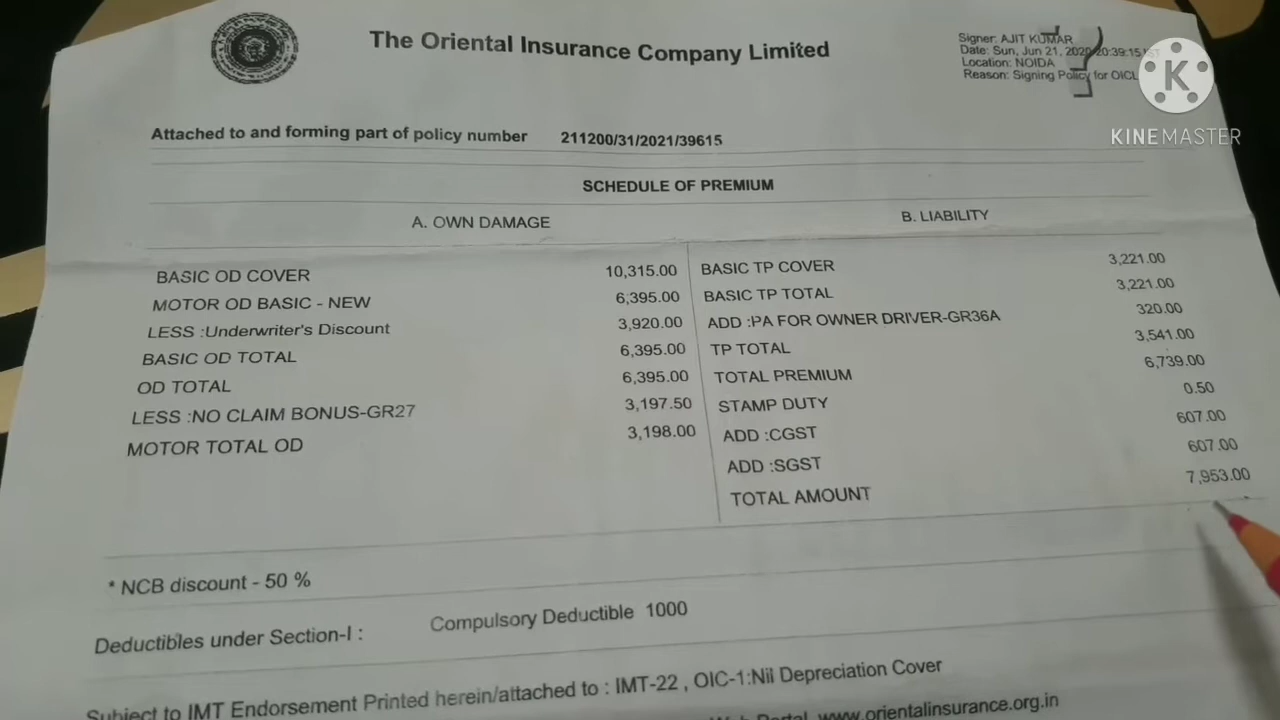 The Oriental Insurance Company Limited
Signer: AJIT KUMAR
Date: Sun, Jun 21, 2020 20:39:15
Location: NOIDA
Reason: Signing Policy for OICL
KINEMASTER
Attached to and forming part of policy number 211200/31/2021/39615
SCHEDULE OF PREMIUM
A. OWN DAMAGE
BASIC OD COVER 10,315.00
MOTOR OD BASIC - NEW 6,395.00
LESS :Underwriter's Discount 3,920.00
BASIC OD TOTAL 6,395.00
OD TOTAL 6,395.00
LESS :NO CLAIM BONUS-GR27 3,197.50
MOTOR TOTAL OD 3,198.00
B. LIABILITY
BASIC TP COVER 3,221.00
BASIC TP TOTAL 3,221.00
ADD :PA FOR OWNER DRIVER-GR36A 320.00
TP TOTAL 3,541.00
TOTAL PREMIUM 6,739.00
STAMP DUTY 0.50
ADD :CGST 607.00
ADD :SGST 607.00
TOTAL AMOUNT 7,953.00
* NCB discount - 50 %
Deductibles under Section-I : Compulsory Deductible 1000
Subject to IMT Endorsement Printed herein/attached to : IMT-22 , OIC-1:Nil Depreciation Cover
Portal www.orientalinsurance.org.in